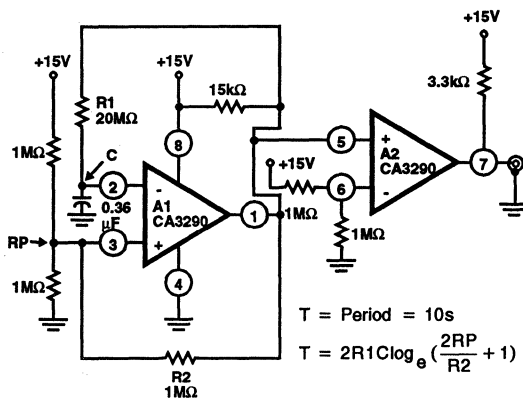 +15V
+15V
+15V
R1
20MΩ
15kΩ
3.3kΩ
1MΩ
8
C
2
-
A1
CA3290
0.36
μF
RP
3
+
1
4
1MΩ
R2
1MΩ
5
+
A2
CA3290
7
+15V
6
-
1MΩ
1MΩ
T = Period = 10s
T = 2R1Clog e (2RP/R2 + 1)